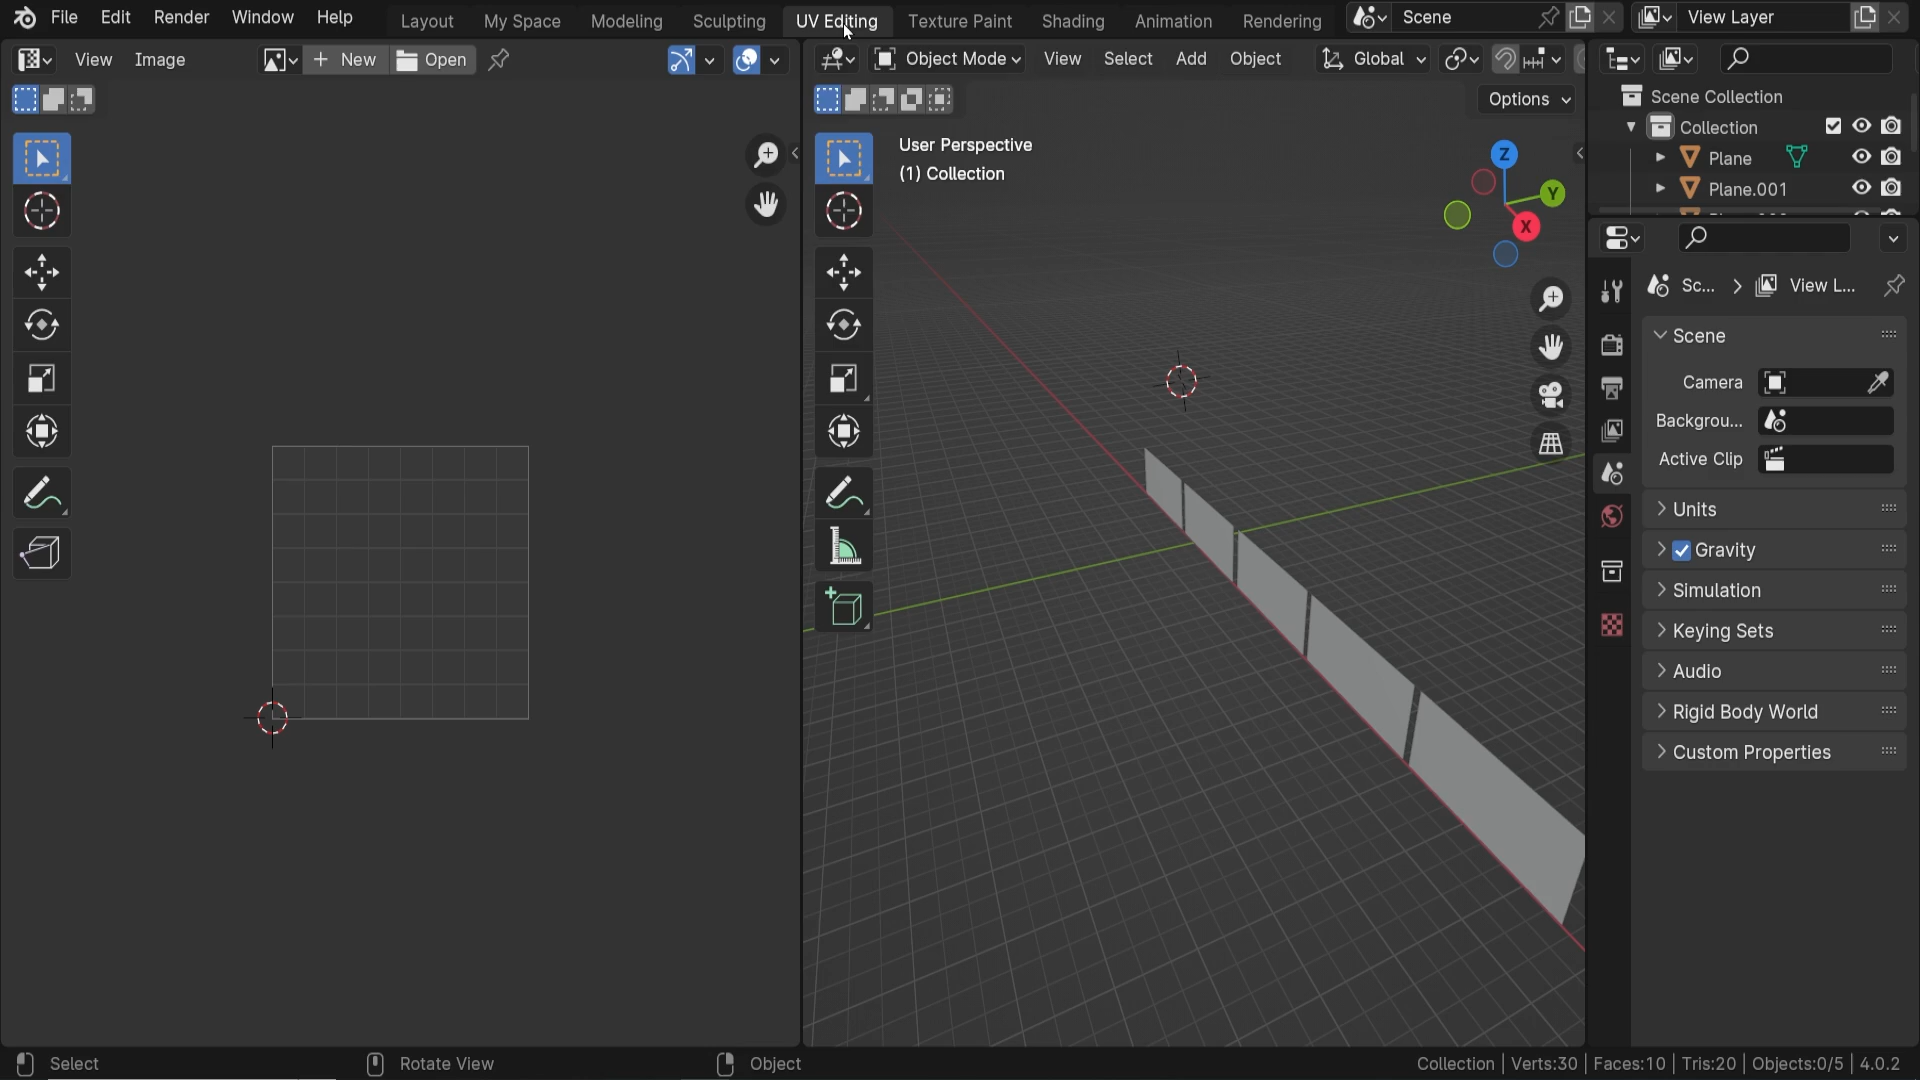 File Edit Render Window Help Layout My Space Modeling Sculpting UV Editing Texture Paint Shading Animation Rendering Scene View Layer
View Image New Open Object Mode View Select Add Object Global
Options
User Perspective
(1) Collection
Z
Y
X
Scene Collection
Collection
Plane
Plane.001
Sc... View L...
Scene
Camera
Backgrou...
Active Clip
Units
Gravity
Simulation
Keying Sets
Audio
Rigid Body World
Custom Properties
Select Rotate View Object Collection | Verts:30 | Faces:10 | Tris:20 | Objects:0/5 | 4.0.2